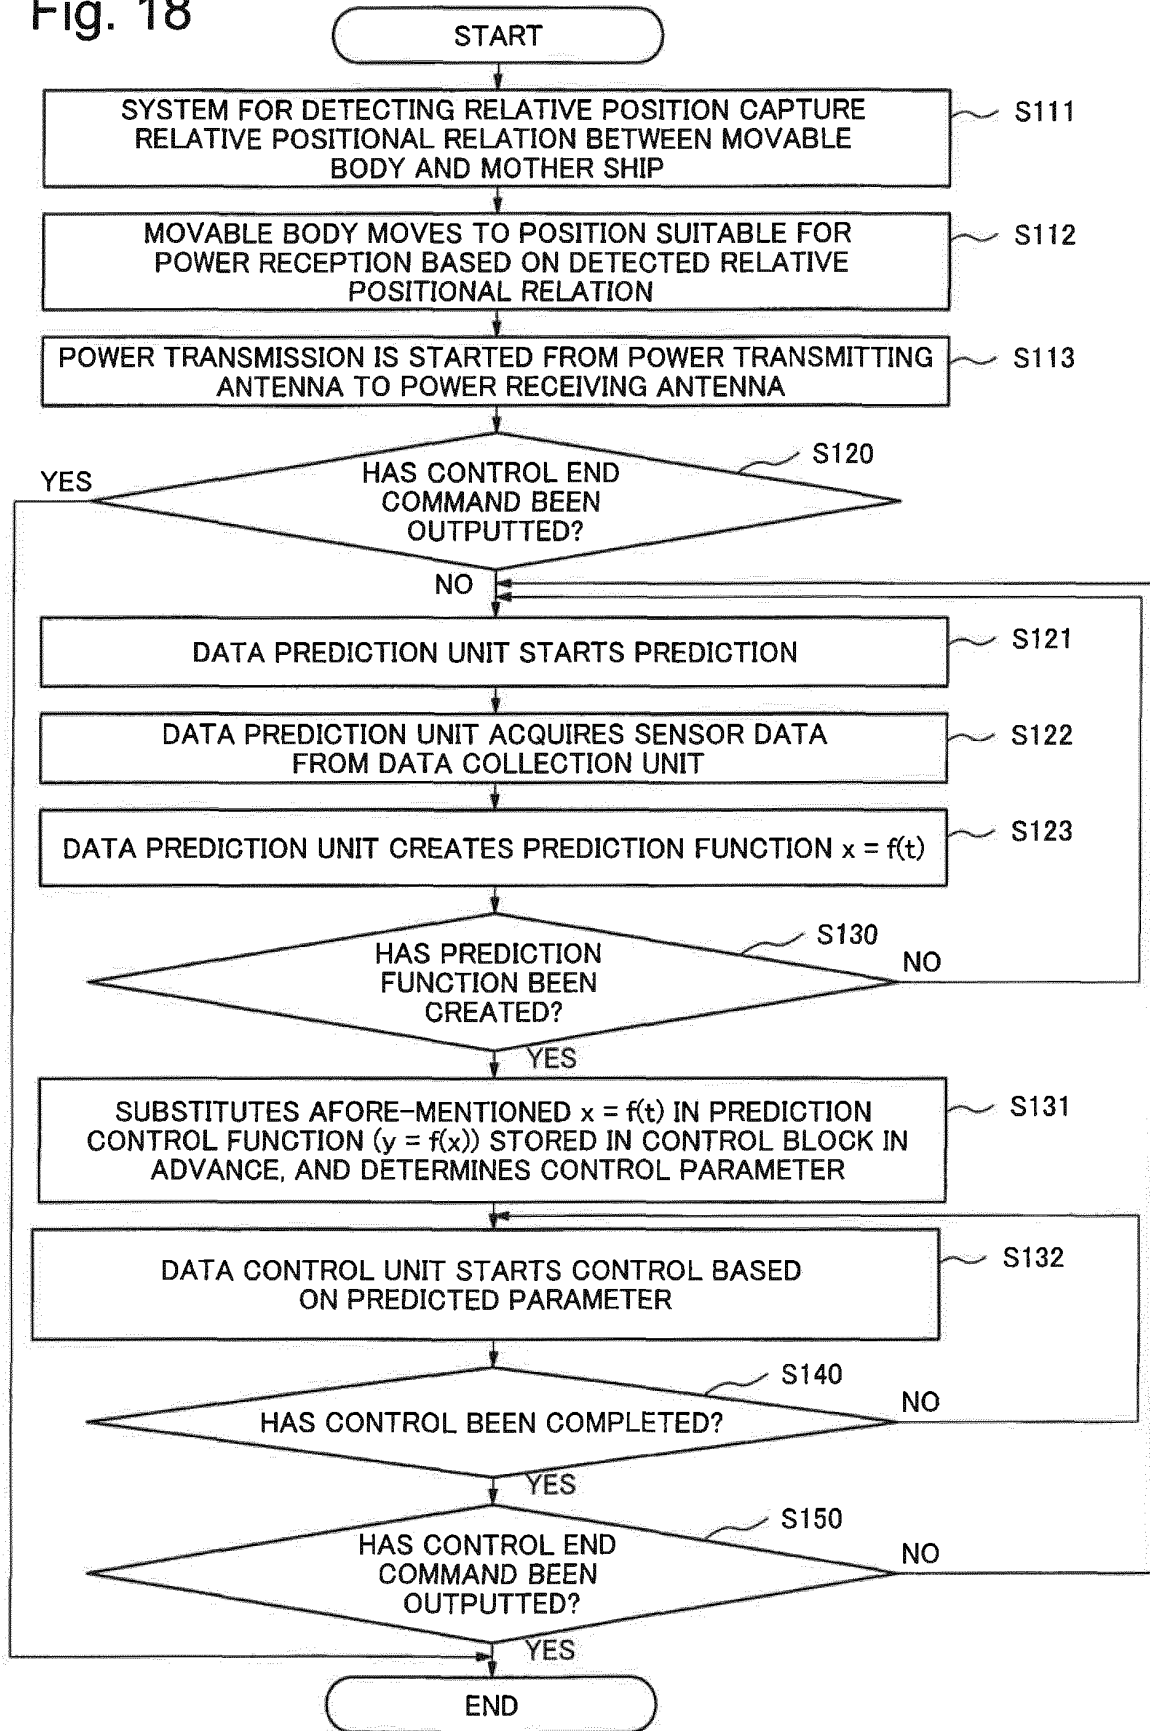 Fig. 18
START
SYSTEM FOR DETECTING RELATIVE POSITION CAPTURE
RELATIVE POSITIONAL RELATION BETWEEN MOVABLE
BODY AND MOTHER SHIP
S111
MOVABLE BODY MOVES TO POSITION SUITABLE FOR
POWER RECEPTION BASED ON DETECTED RELATIVE
POSITIONAL RELATION
S112
POWER TRANSMISSION IS STARTED FROM POWER TRANSMITTING
ANTENNA TO POWER RECEIVING ANTENNA
S113
HAS CONTROL END
COMMAND BEEN
OUTPUTTED?
S120
YES
NO
DATA PREDICTION UNIT STARTS PREDICTION
S121
DATA PREDICTION UNIT ACQUIRES SENSOR DATA
FROM DATA COLLECTION UNIT
S122
DATA PREDICTION UNIT CREATES PREDICTION FUNCTION x = f(t)
S123
HAS PREDICTION
FUNCTION BEEN
CREATED?
S130
NO
YES
SUBSTITUTES AFORE-MENTIONED x = f(t) IN PREDICTION
CONTROL FUNCTION (y = f(x)) STORED IN CONTROL BLOCK IN
ADVANCE, AND DETERMINES CONTROL PARAMETER
S131
DATA CONTROL UNIT STARTS CONTROL BASED
ON PREDICTED PARAMETER
S132
HAS CONTROL BEEN COMPLETED?
S140
NO
YES
HAS CONTROL END
COMMAND BEEN
OUTPUTTED?
S150
NO
YES
END